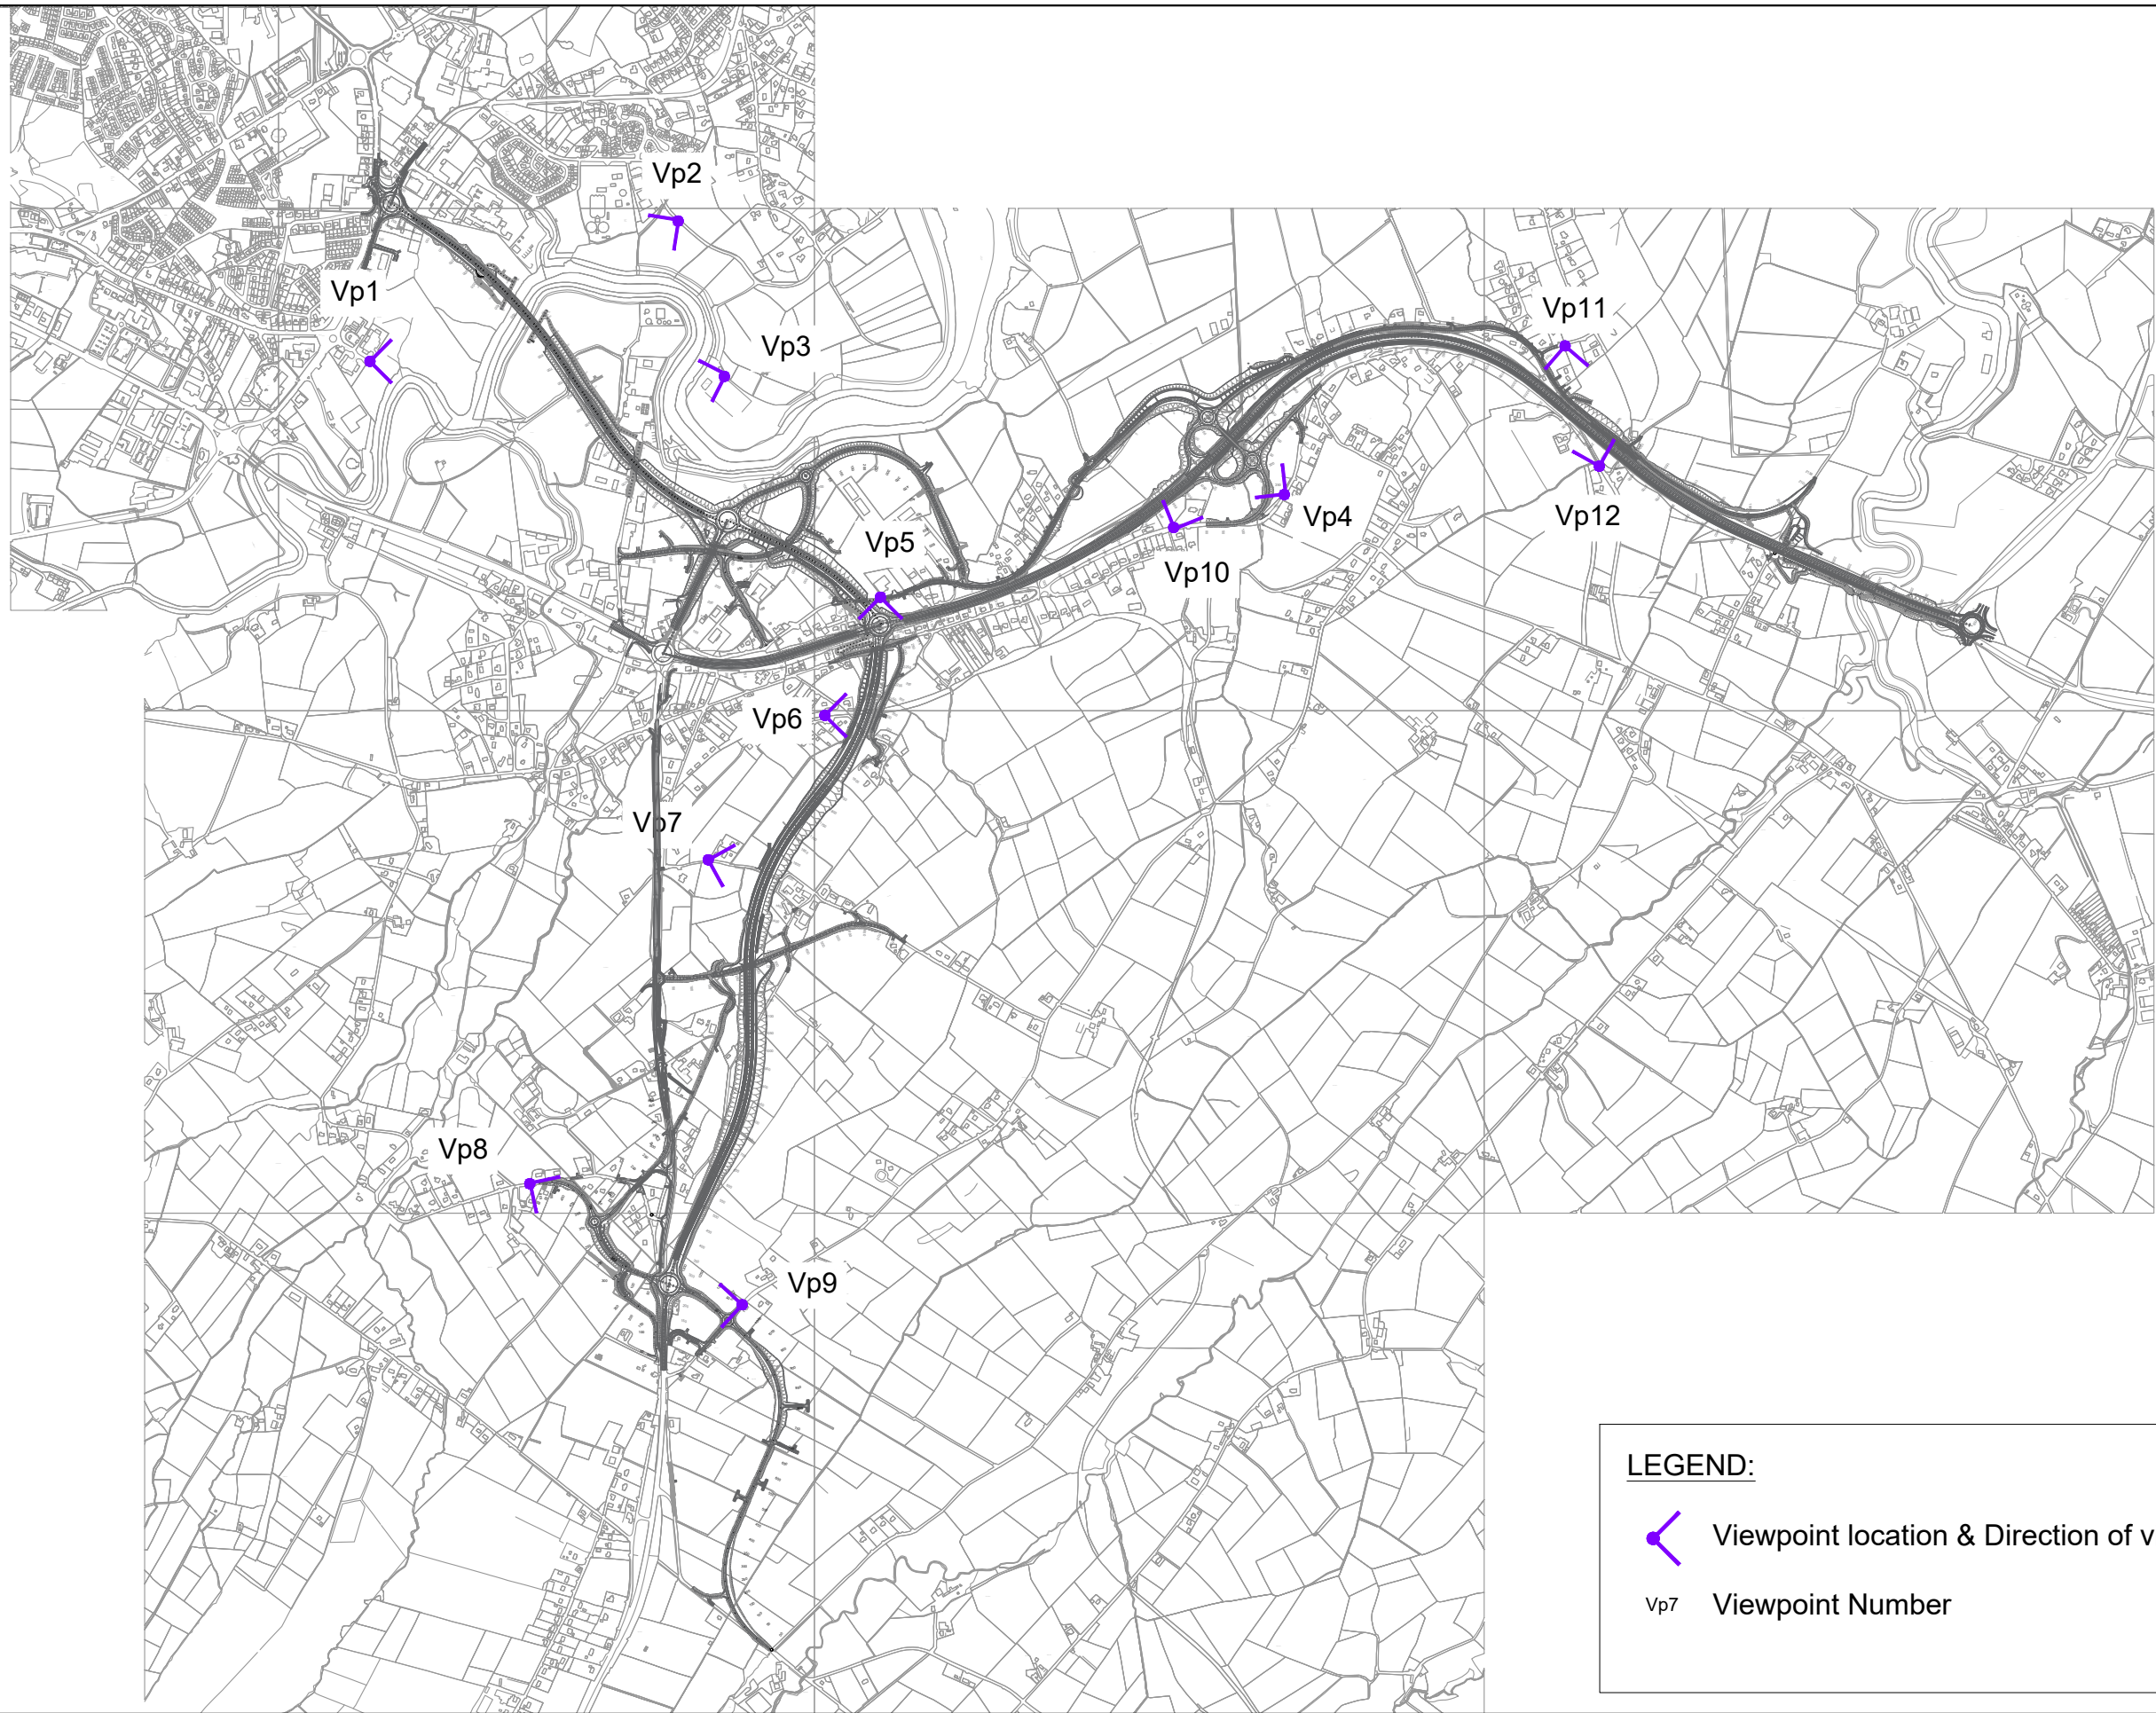 Vp2
Vp1
Vp3
Vp11
Vp4
Vp12
Vp5
Vp10
Vp6
Vp7
Vp8
Vp9
LEGEND:
Viewpoint location & Direction of v
Vp7 Viewpoint Number